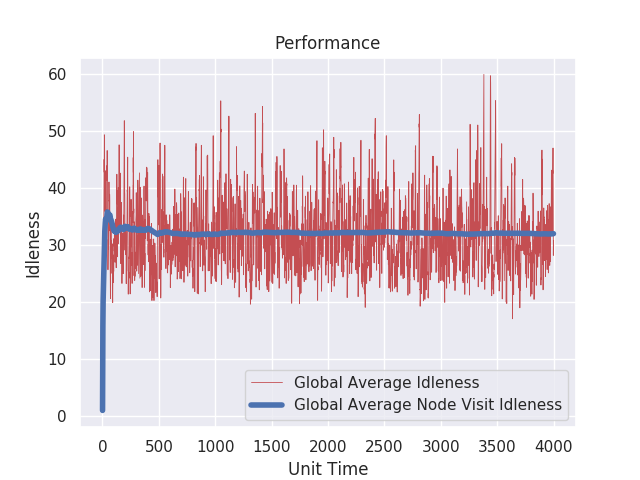 Performance
60
50
40
30
20
10
0
Idleness
Global Average Idleness
Global Average Node Visit Idleness
0 500 1000 1500 2000 2500 3000 3500 4000
Unit Time